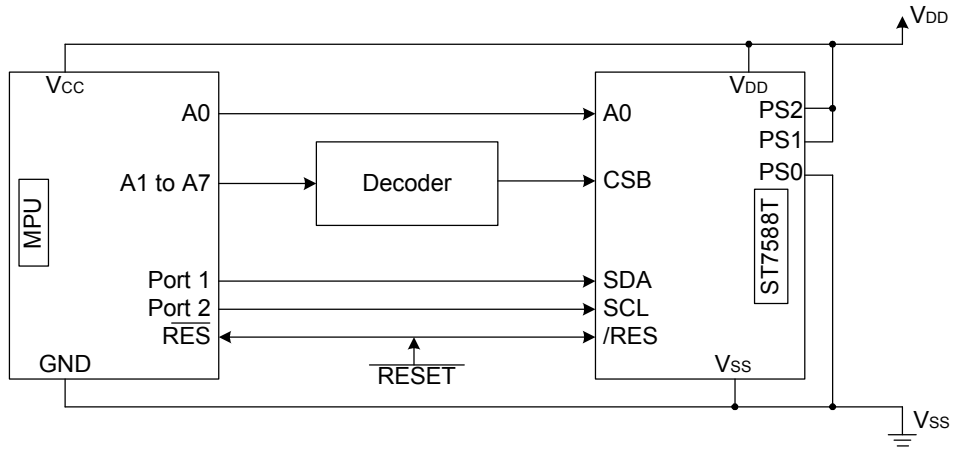 VDD
VCC
VDD
A0
A0
PS2
PS1
A1 to A7
Decoder
CSB
PS0
MPU
ST7588T
Port 1
SDA
Port 2
SCL
RES
/RES
GND
RESET
VSS
VSS